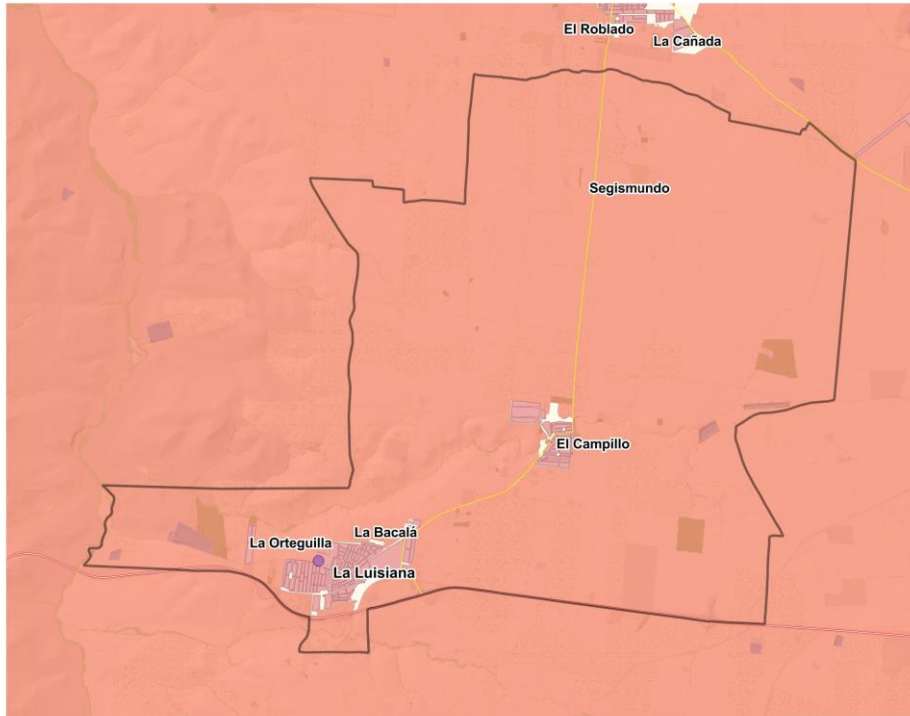 El Roblado
La Cañada
Segismundo
El Campillo
La Bacalá
La Orteguilla
La Luisiana